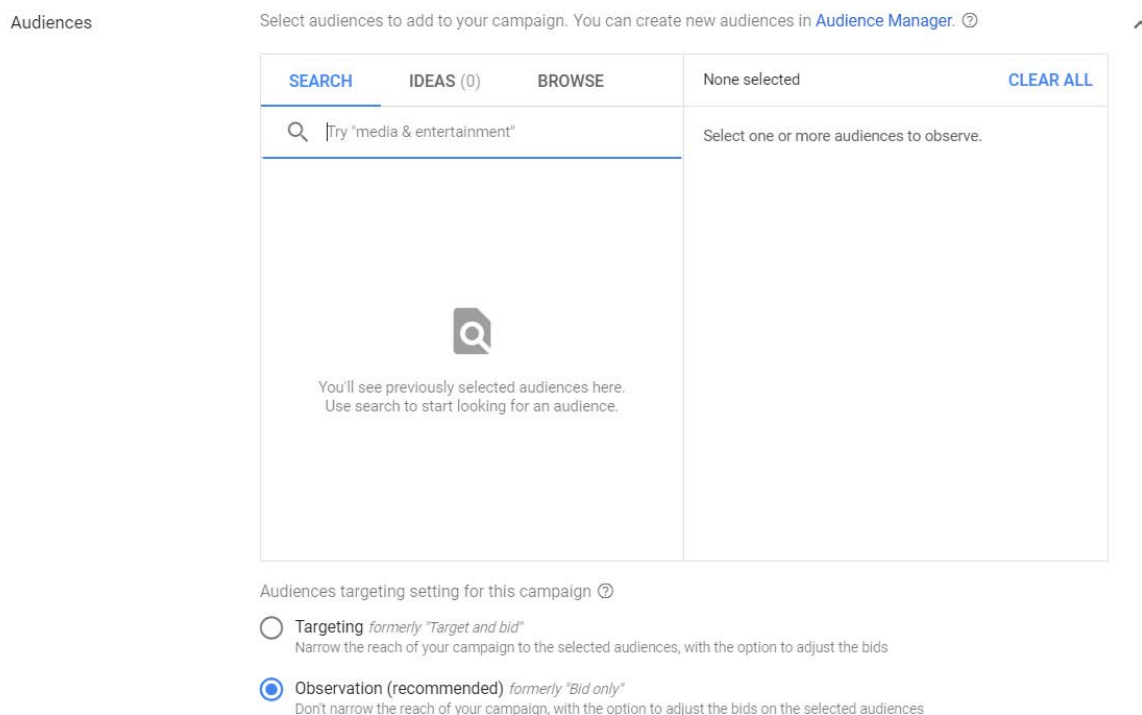 Audiences
Select audiences to add to your campaign. You can create new audiences in Audience Manager. ?
SEARCH IDEAS (0) BROWSE
None selected CLEAR ALL
Try "media & entertainment"
Select one or more audiences to observe.
You'll see previously selected audiences here.
Use search to start looking for an audience.
Audiences targeting setting for this campaign ?
Targeting formerly "Target and bid"
Narrow the reach of your campaign to the selected audiences, with the option to adjust the bids
Observation (recommended) formerly "Bid only"
Don't narrow the reach of your campaign, with the option to adjust the bids on the selected audiences